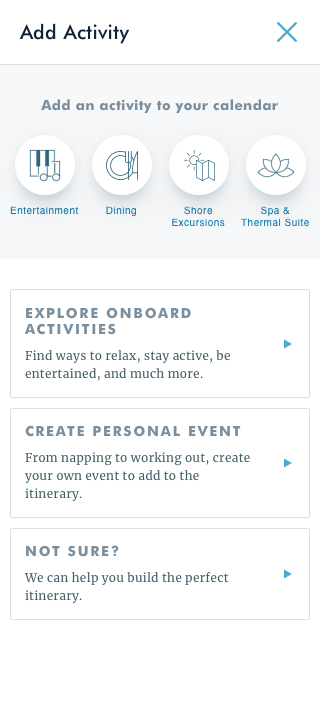 Add Activity
Add an activity to your calendar
Entertainment
Dining
Shore
Excursions
Spa &
Thermal Suite
EXPLORE ONBOARD
ACTIVITIES
Find ways to relax, stay active, be
entertained, and much more.
CREATE PERSONAL EVENT
From napping to working out, create
your own event to add to the
itinerary.
NOT SURE?
We can help you build the perfect
itinerary.